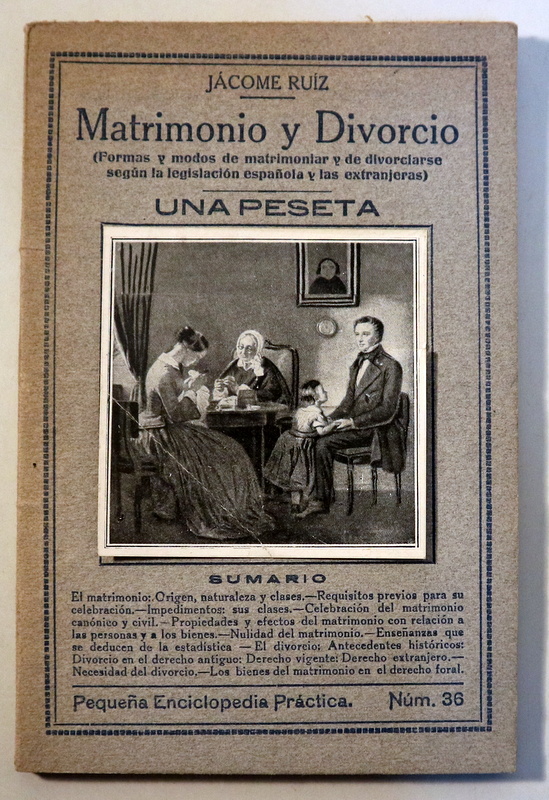 JÁCOME RUÍZ
Matrimonio y Divorcio
(Formas y modos de matrimoniar y de divorciarse
según la legislación española y las extranjeras)
UNA PESETA
SUMARIO
El matrimonio: Origen, naturaleza y clases.—Requisitos previos para su
celebración.—Impedimentos: sus clases.—Celebración del matrimonio
canónico y civil.—Propiedades y efectos del matrimonio con relación a
las personas y a los bienes.—Nulidad del matrimonio.—Enseñanzas que
se deducen de la estadística — El divorcio; Antecedentes históricos:
Divorcio en el derecho antiguo: Derecho vigente: Derecho extranjero.—
Necesidad del divorcio.—Los bienes del matrimonio en el derecho foral.
Pequeña Enciclopedia Práctica. Núm. 36